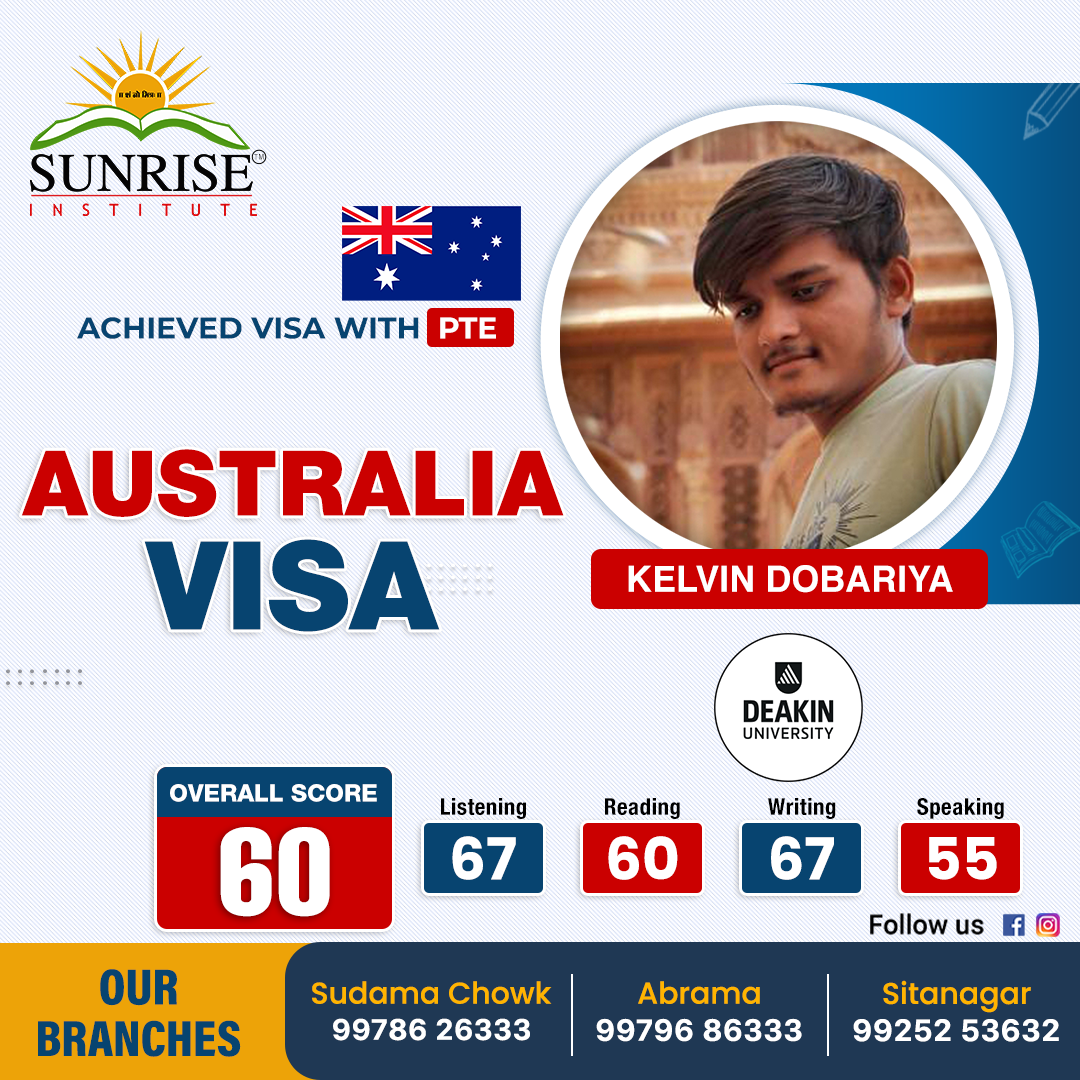 SUNRISE TM
INSTITUTE
ACHIEVED VISA WITH PTE
AUSTRALIA
VISA
KELVIN DOBARIYA
DEAKIN
UNIVERSITY
OVERALL SCORE
60
Listening
67
Reading
60
Writing
67
Speaking
55
Follow us
OUR
BRANCHES
Sudama Chowk
99786 26333
Abrama
99796 86333
Sitanagar
99252 53632